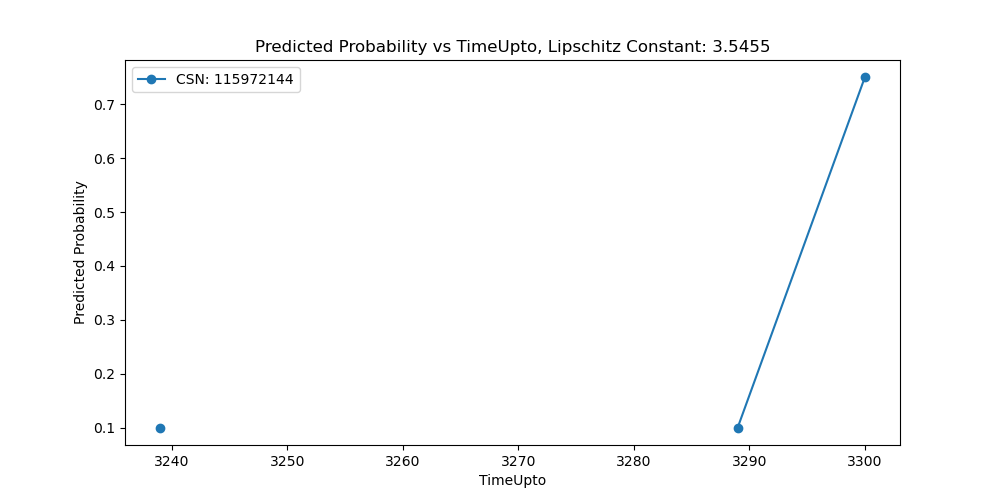 Predicted Probability vs TimeUpto, Lipschitz Constant: 3.5455
CSN: 115972144
0.7
0.6
0.5
0.4
0.3
0.2
0.1
Predicted Probability
3240 3250 3260 3270 3280 3290 3300
TimeUpto